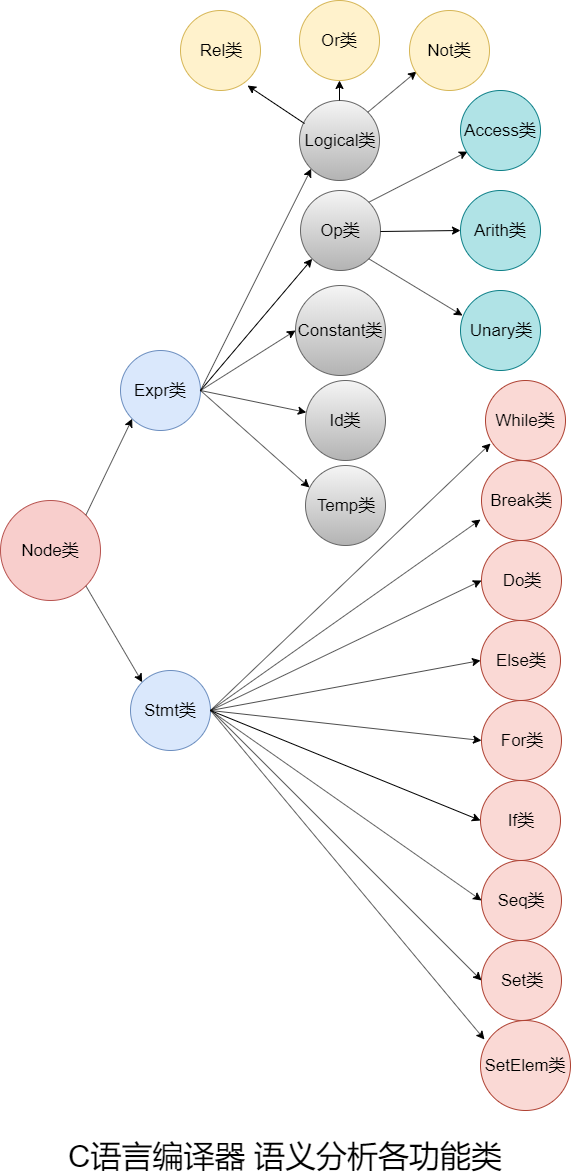 Rel类
Or类
Not类
Logical类
Access类
Op类
Arith类
Constant类
Unary类
Expr类
Id类
While类
Temp类
Break类
Node类
Do类
Else类
Stmt类
For类
If类
Seq类
Set类
SetElem类
C语言编译器 语义分析各功能类